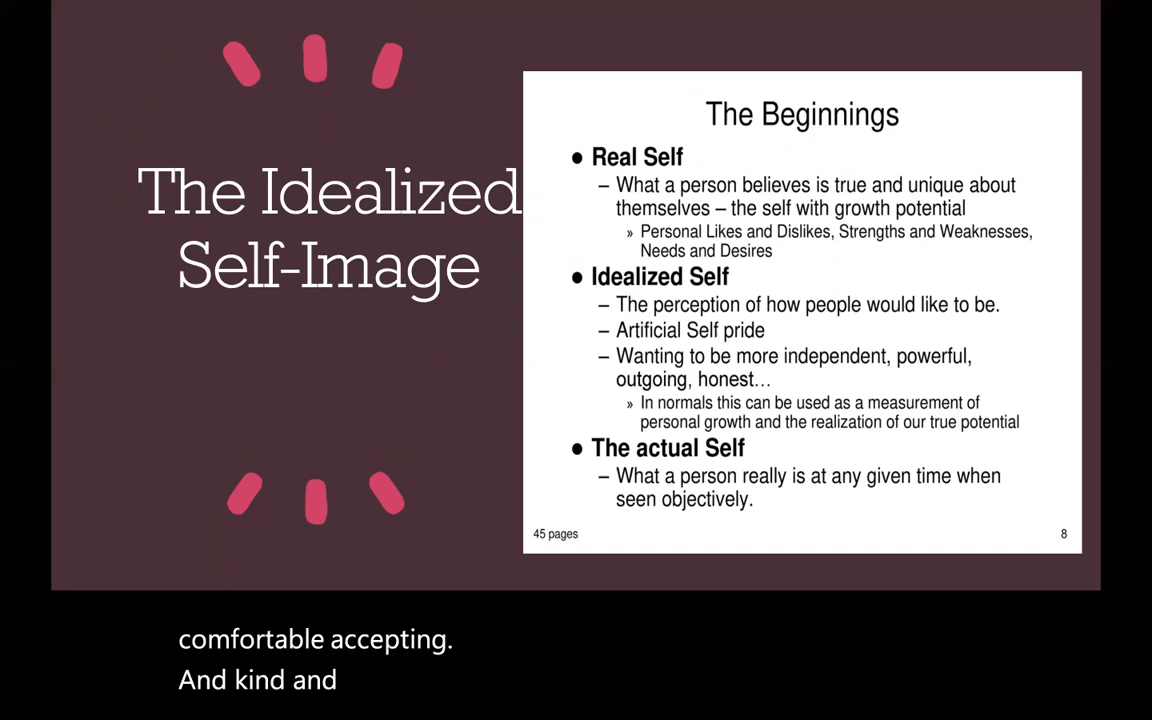 The Idealized
Self-Image
The Beginnings
● Real Self
– What a person believes is true and unique about
themselves – the self with growth potential
» Personal Likes and Dislikes, Strengths and Weaknesses,
Needs and Desires
● Idealized Self
– The perception of how people would like to be.
– Artificial Self pride
– Wanting to be more independent, powerful,
outgoing, honest…
» In normals this can be used as a measurement of
personal growth and the realization of our true potential
● The actual Self
– What a person really is at any given time when
seen objectively.
45 pages
8
comfortable accepting.
And kind and